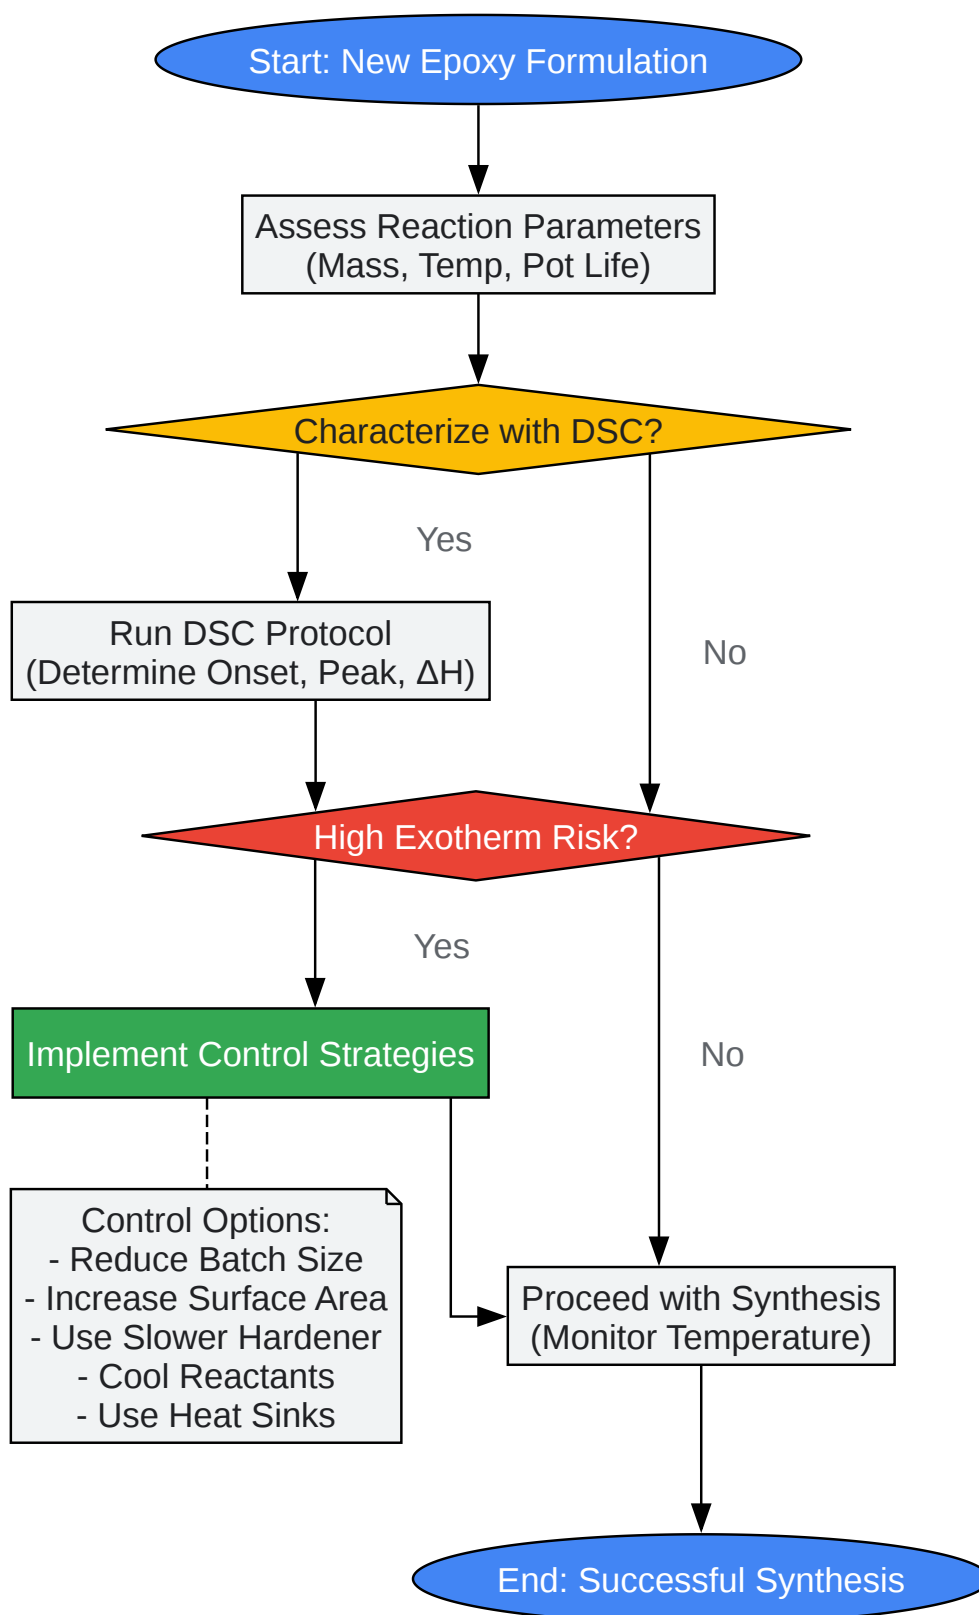 Start: New Epoxy Formulation
Assess Reaction Parameters
(Mass, Temp, Pot Life)
Characterize with DSC?
Yes
Run DSC Protocol
(Determine Onset, Peak, ΔH)
No
High Exotherm Risk?
Yes
Implement Control Strategies
No
Control Options:
- Reduce Batch Size
- Increase Surface Area
- Use Slower Hardener
- Cool Reactants
- Use Heat Sinks
Proceed with Synthesis
(Monitor Temperature)
End: Successful Synthesis